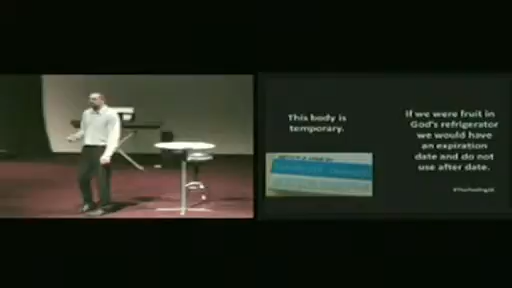 This body is
temporary.
If we were fruit in
God's refrigerator
we would have
an expiration
date and do not
use after date.